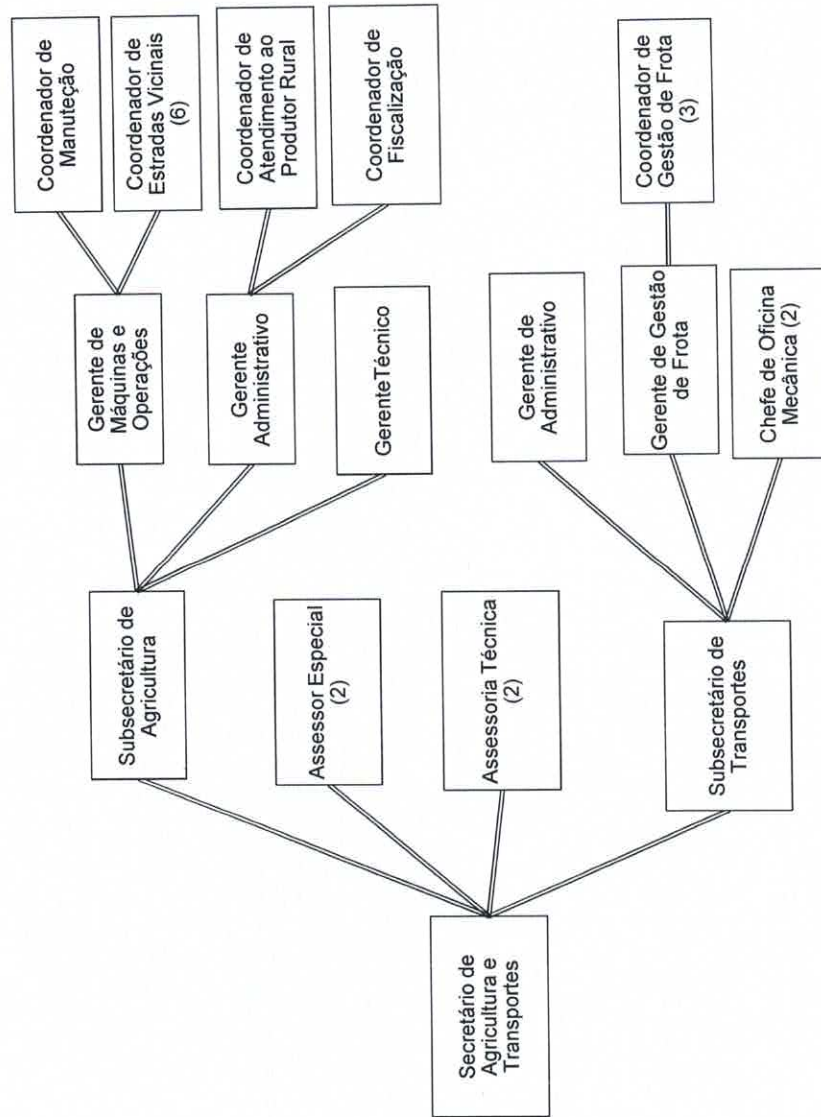 Secretário de
Agricultura e
Transportes
Subsecretário de
Agricultura
Assessor Especial
(2)
Assessoria Técnica
(2)
Subsecretário de
Transportes
Gerente de
Máquinas e
Operações
Gerente
Administrativo
GerenteTécnico
Gerente de
Administrativo
Gerente de Gestão
de Frota
Chefe de Oficina
Mecânica (2)
Coordenador de
Manuteção
Coordenador de
Estradas Vicinais
(6)
Coordenador de
Atendimento ao
Produtor Rural
Coordenador de
Fiscalização
Coordenador de
Gestão de Frota
(3)